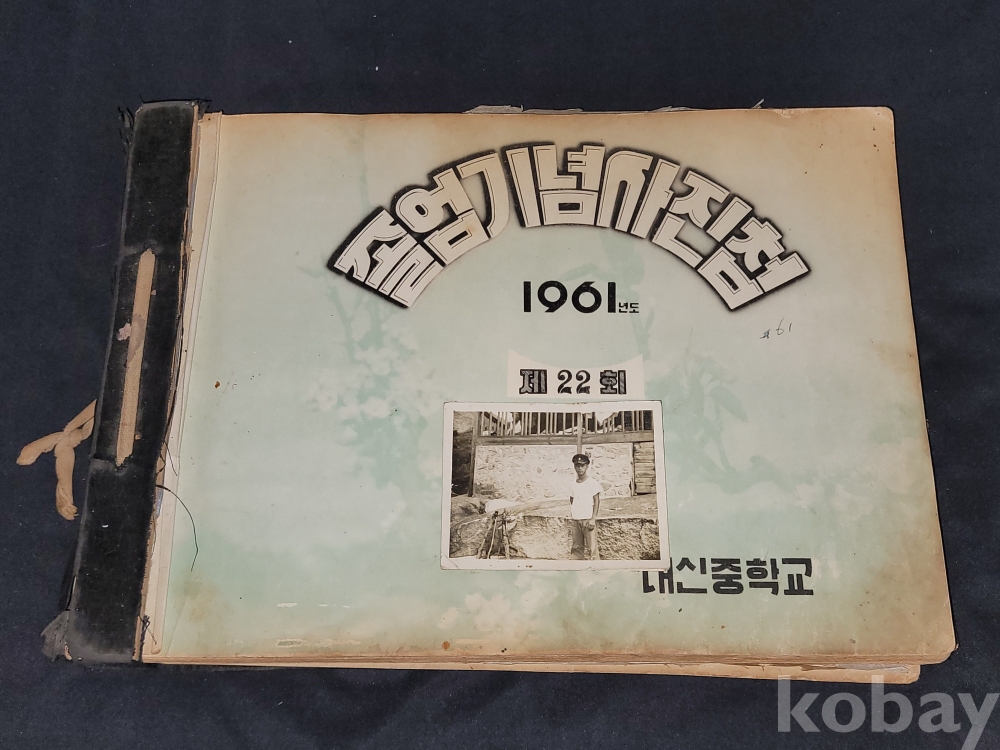 졸업기념사진첩
1961년도
61
제 22 회
대신중학교
kobay